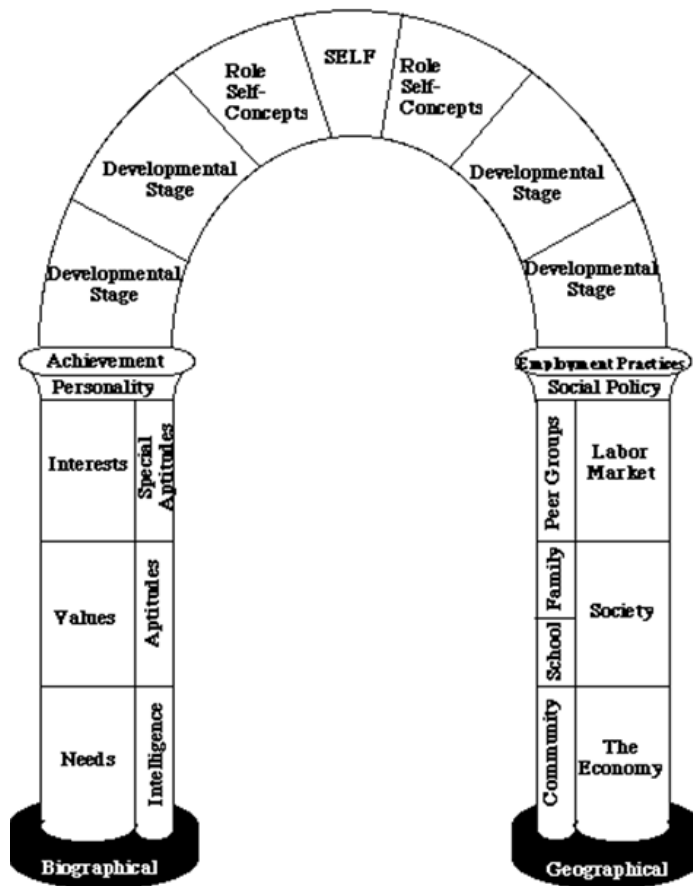 SELF
Role
Self-
Concepts
Role
Self-
Concepts
Developmental
Stage
Developmental
Stage
Developmental
Stage
Developmental
Stage
Achievement
Personality
Employment Practices
Social Policy
Interests
Special
Aptitudes
Peer Groups
Labor
Market
Values
Aptitudes
Family
School
Society
Needs
Intelligence
Community
The
Economy
Biographical
Geographical